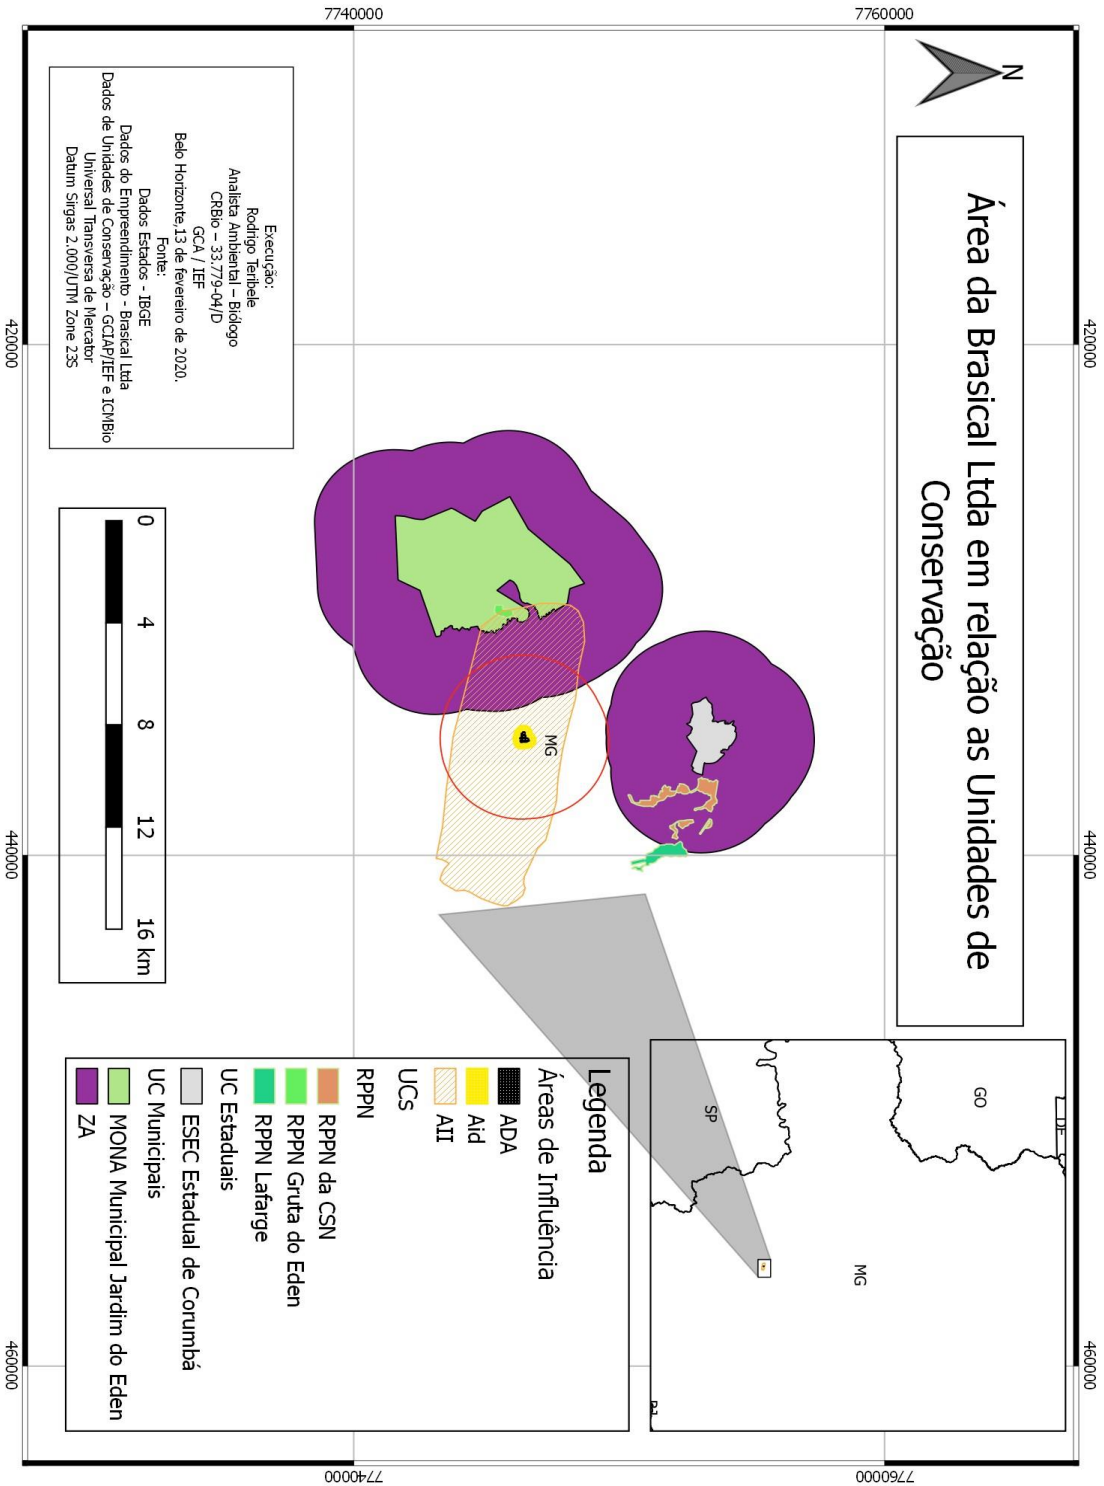 N
Área da Brasical Ltda em relação as Unidades de
Conservação
420000
440000
460000
7760000
7760000
7740000
7740000
420000
440000
460000
DF
GO
MG
SP
MG
Legenda
Áreas de Influência
ADA
Aid
AII
UCs
RPPN
RPPN da CSN
RPPN Gruta do Eden
RPPN Lafarge
UC Estaduais
ESEC Estadual de Corumbá
UC Municipais
MONA Municipal Jardim do Eden
ZA
Execução:
Rodrigo Teribele
Analista Ambiental – Biólogo
CRBio – 33.779-04/D
GCA / IEF
Belo Horizonte,13 de fevereiro de 2020.
Fonte:
Dados Estados - IBGE
Dados do Empreendimento - Brasical Ltda
Dados de Unidades de Conservação – GCIAP/IEF e ICMBio
Universal Transversa de Mercator
Datum Sirgas 2.000/UTM Zone 23S
0 4 8 12 16 km